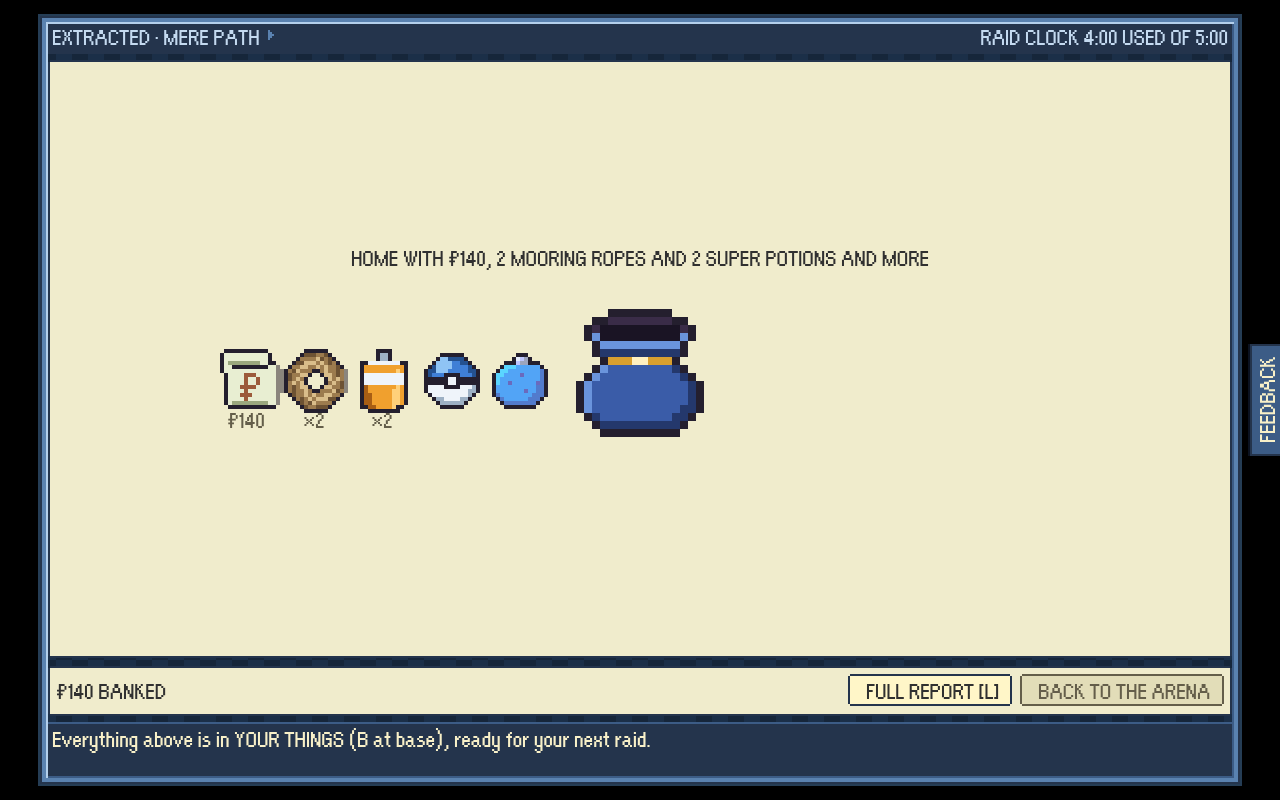 EXTRACTED · MERE PATH
RAID CLOCK 4:00 USED OF 5:00
HOME WITH ₽140, 2 MOORING ROPES AND 2 SUPER POTIONS AND MORE
₽
₽140
×2
×2
₽140 BANKED
FULL REPORT [L]
BACK TO THE ARENA
Everything above is in YOUR THINGS (B at base), ready for your next raid.
FEEDBACK